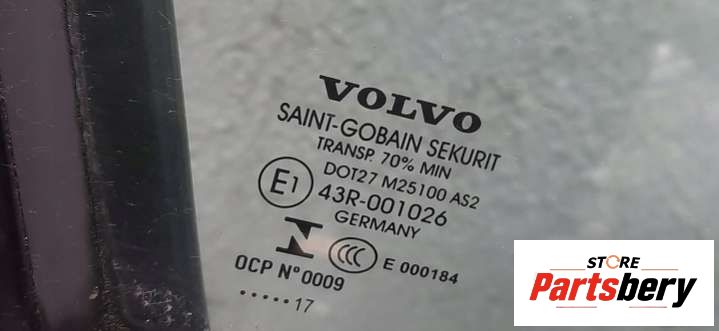 VOLVO
SAINT-GOBAIN SEKURIT
TRANSP. 70% MIN
DOT27 M25100 AS2
E1 43R-001026
GERMANY
CCC E 000184
OCP N°0009
.....17
STORE
Partsbery